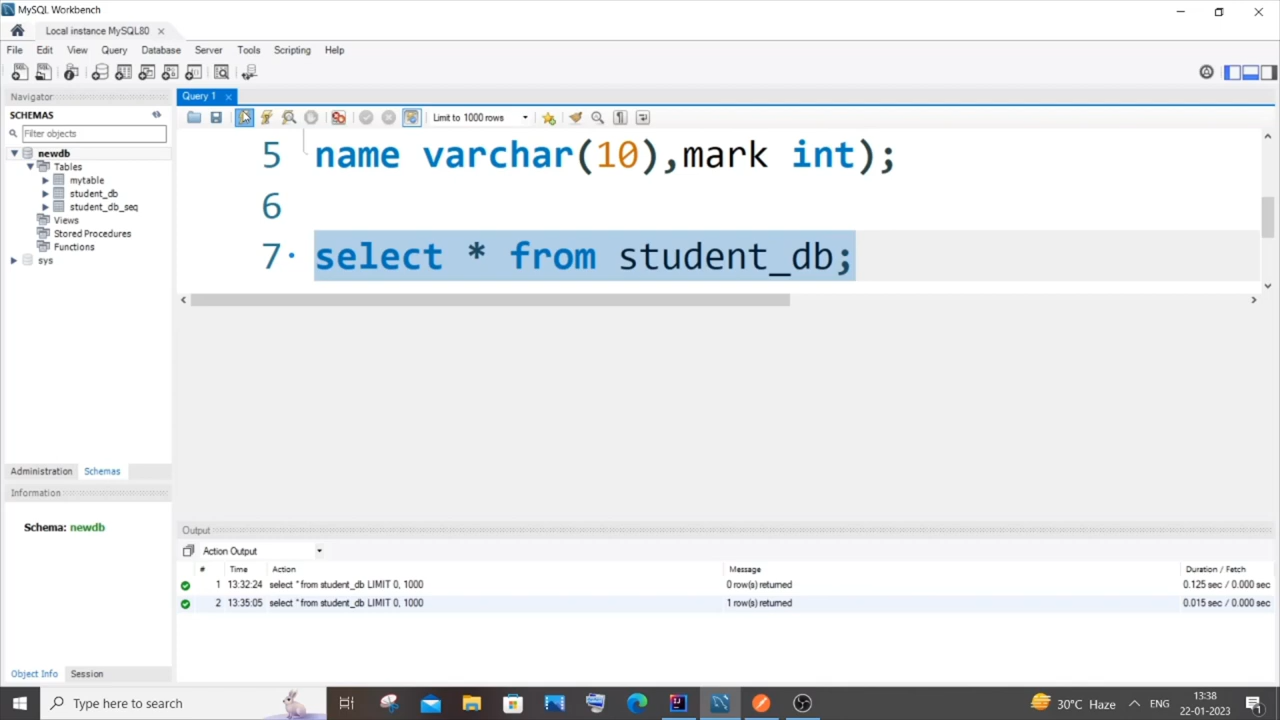 MySQL Workbench
Local instance MySQL80
File Edit View Query Database Server Tools Scripting Help
Navigator
SCHEMAS
Filter objects
newdb
Tables
mytable
student_db
student_db_seq
Views
Stored Procedures
Functions
sys
Administration Schemas
Information
Schema: newdb
Object Info Session
Query 1
Limit to 1000 rows
5 name varchar(10),mark int);
6
7 select * from student_db;
Output
Action Output
# Time Action Message Duration / Fetch
1 13:32:24 select * from student_db LIMIT 0, 1000 0 row(s) returned 0.125 sec / 0.000 sec
2 13:35:05 select * from student_db LIMIT 0, 1000 1 row(s) returned 0.015 sec / 0.000 sec
Type here to search
30°C Haze
ENG
13:38
22-01-2023
1